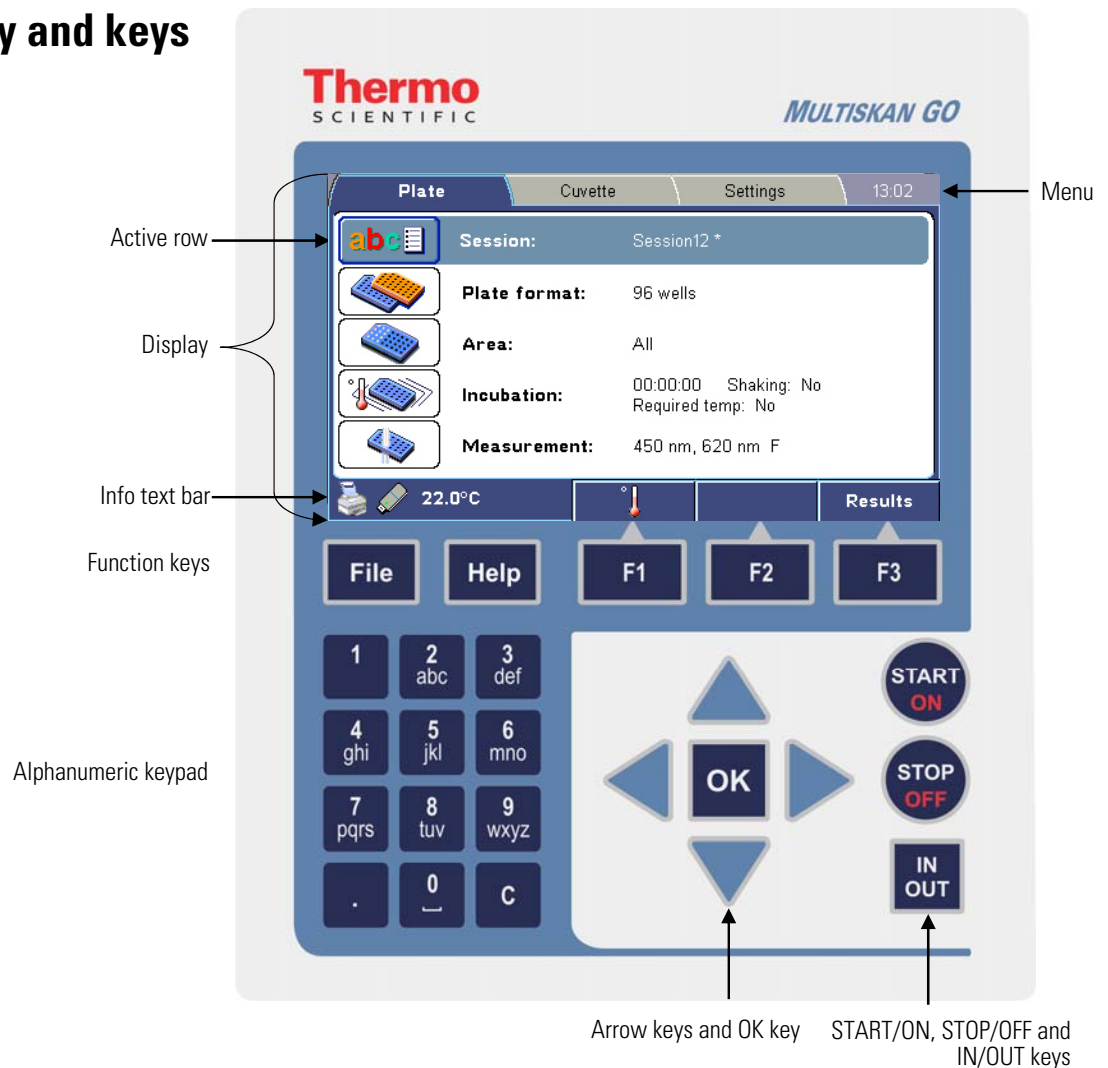 y and keys
Thermo
SCIENTIFIC
MULTISKAN GO
Plate Cuvette Settings 13:02
Menu
Active row
abc Session: Session12 *
Plate format: 96 wells
Display
Area: All
Incubation: 00:00:00 Shaking: No
Required temp: No
Measurement: 450 nm, 620 nm F
Info text bar
22.0°C ° Results
Function keys
File Help F1 F2 F3
1 2 3
abc def
START
ON
4 5 6
ghi jkl mno
Alphanumeric keypad
OK
STOP
OFF
7 8 9
pqrs tuv wxyz
IN
OUT
. 0 C
Arrow keys and OK key
START/ON, STOP/OFF and
IN/OUT keys